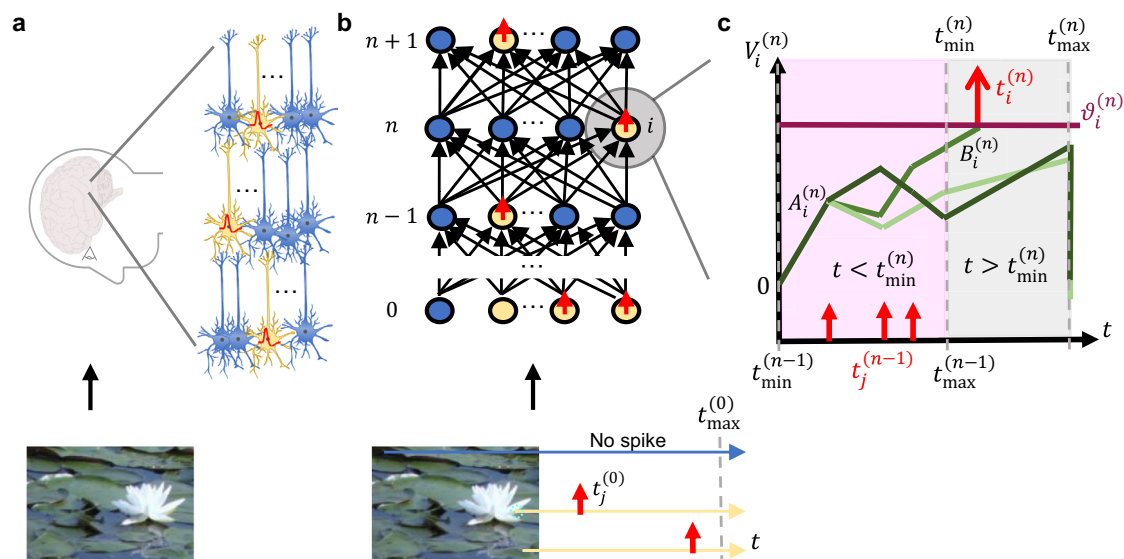 a
...
...
...
b
n + 1
...
n
...
i
n − 1
...
...
0
...
No spike
t_max^(0)
t_j^(0)
t
c
V_i^(n)
t_min^(n)
t_max^(n)
t_i^(n)
ϑ_i^(n)
B_i^(n)
A_i^(n)
t < t_min^(n)
t > t_min^(n)
0
t
t_min^(n−1)
t_j^(n−1)
t_max^(n−1)